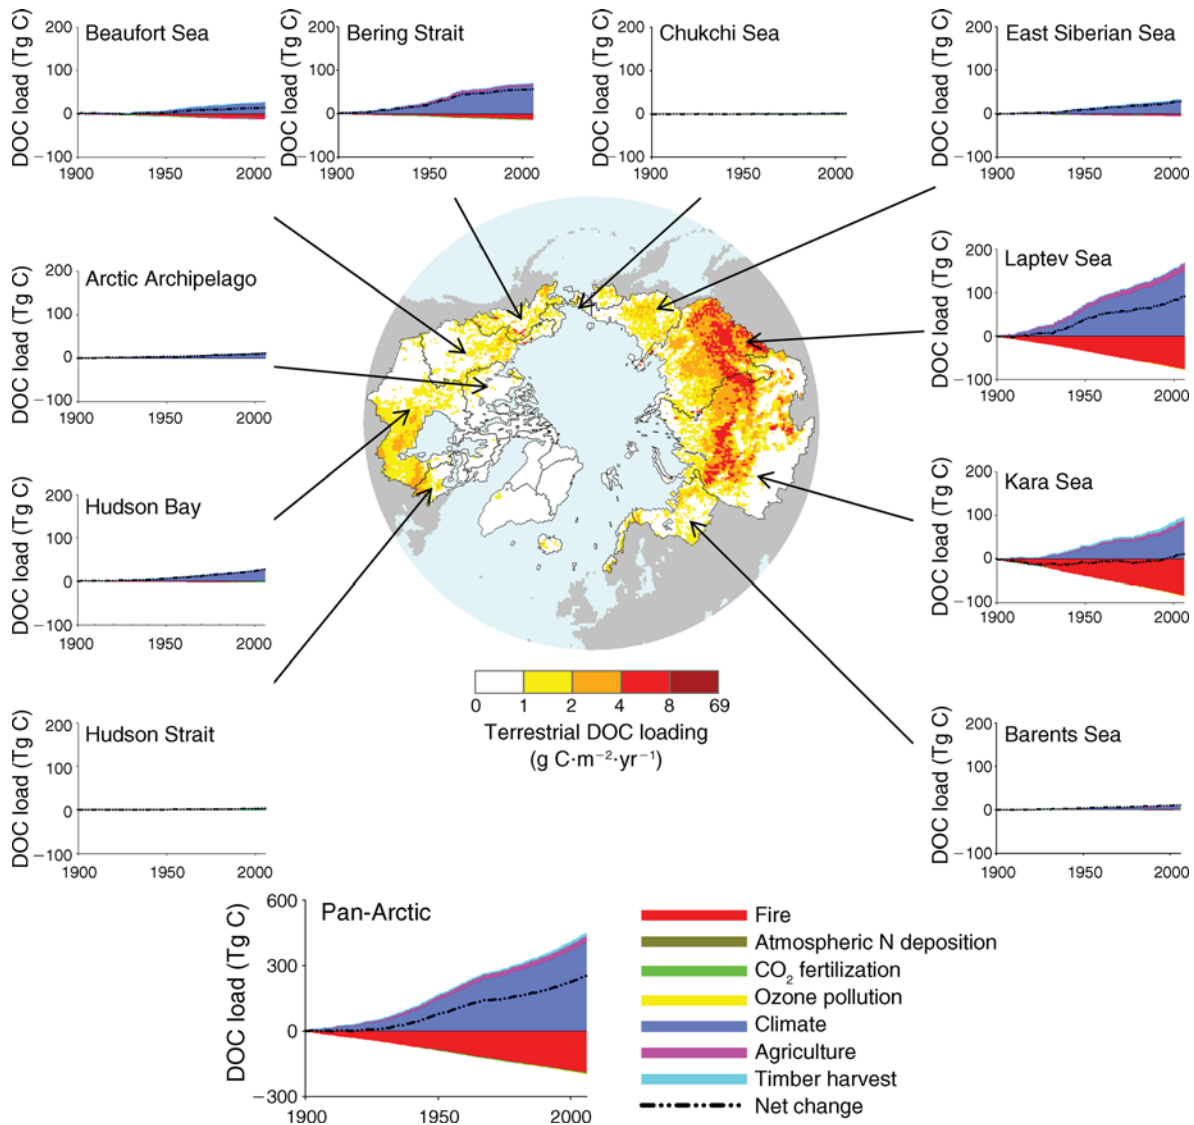 Beaufort Sea
DOC load (Tg C)
200
100
0
−100
1900
1950
2000
Bering Strait
DOC load (Tg C)
200
100
0
−100
1900
1950
2000
Chukchi Sea
DOC load (Tg C)
200
100
0
−100
1900
1950
2000
East Siberian Sea
DOC load (Tg C)
200
100
0
−100
1900
1950
2000
Arctic Archipelago
DOC load (Tg C)
200
100
0
−100
1900
1950
2000
Laptev Sea
DOC load (Tg C)
200
100
0
−100
1900
1950
2000
Hudson Bay
DOC load (Tg C)
200
100
0
−100
1900
1950
2000
Kara Sea
DOC load (Tg C)
200
100
0
−100
1900
1950
2000
Hudson Strait
DOC load (Tg C)
200
100
0
−100
1900
1950
2000
Barents Sea
DOC load (Tg C)
200
100
0
−100
1900
1950
2000
0 1 2 4 8 69
Terrestrial DOC loading
(g C·m−2·yr−1)
Pan-Arctic
DOC load (Tg C)
600
300
0
−300
1900
1950
2000
Fire
Atmospheric N deposition
CO2 fertilization
Ozone pollution
Climate
Agriculture
Timber harvest
Net change